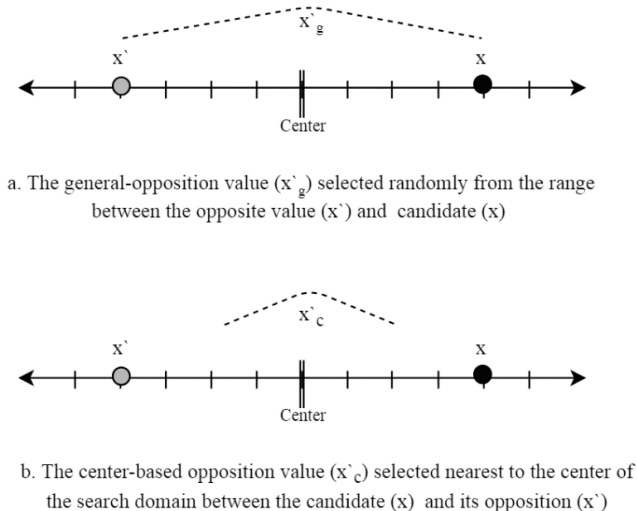 x`g
x` x
Center
a. The general-opposition value (x`g) selected randomly from the range
between the opposite value (x`) and candidate (x)
x`c
x` x
Center
b. The center-based opposition value (x`c) selected nearest to the center of
the search domain between the candidate (x) and its opposition (x`)